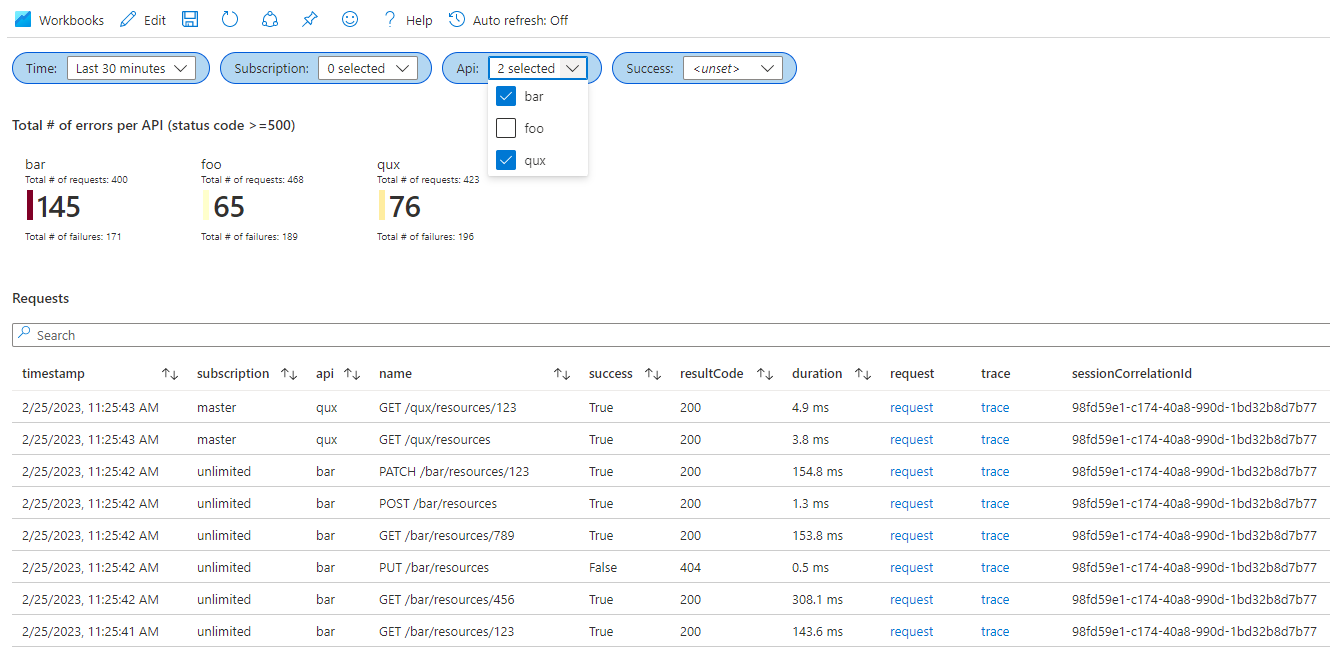 Workbooks Edit Help Auto refresh: Off
Time: Last 30 minutes Subscription: 0 selected Api: 2 selected Success: <unset>
bar
foo
qux
Total # of errors per API (status code >=500)
bar foo qux
Total # of requests: 400 Total # of requests: 468 Total # of requests: 423
145 65 76
Total # of failures: 171 Total # of failures: 189 Total # of failures: 196
Requests
Search
timestamp subscription api name success resultCode duration request trace sessionCorrelationId
2/25/2023, 11:25:43 AM master qux GET /qux/resources/123 True 200 4.9 ms request trace 98fd59e1-c174-40a8-990d-1bd32b8d7b77
2/25/2023, 11:25:43 AM master qux GET /qux/resources True 200 3.8 ms request trace 98fd59e1-c174-40a8-990d-1bd32b8d7b77
2/25/2023, 11:25:42 AM unlimited bar PATCH /bar/resources/123 True 200 154.8 ms request trace 98fd59e1-c174-40a8-990d-1bd32b8d7b77
2/25/2023, 11:25:42 AM unlimited bar POST /bar/resources True 200 1.3 ms request trace 98fd59e1-c174-40a8-990d-1bd32b8d7b77
2/25/2023, 11:25:42 AM unlimited bar GET /bar/resources/789 True 200 153.8 ms request trace 98fd59e1-c174-40a8-990d-1bd32b8d7b77
2/25/2023, 11:25:42 AM unlimited bar PUT /bar/resources False 404 0.5 ms request trace 98fd59e1-c174-40a8-990d-1bd32b8d7b77
2/25/2023, 11:25:42 AM unlimited bar GET /bar/resources/456 True 200 308.1 ms request trace 98fd59e1-c174-40a8-990d-1bd32b8d7b77
2/25/2023, 11:25:41 AM unlimited bar GET /bar/resources/123 True 200 143.6 ms request trace 98fd59e1-c174-40a8-990d-1bd32b8d7b77